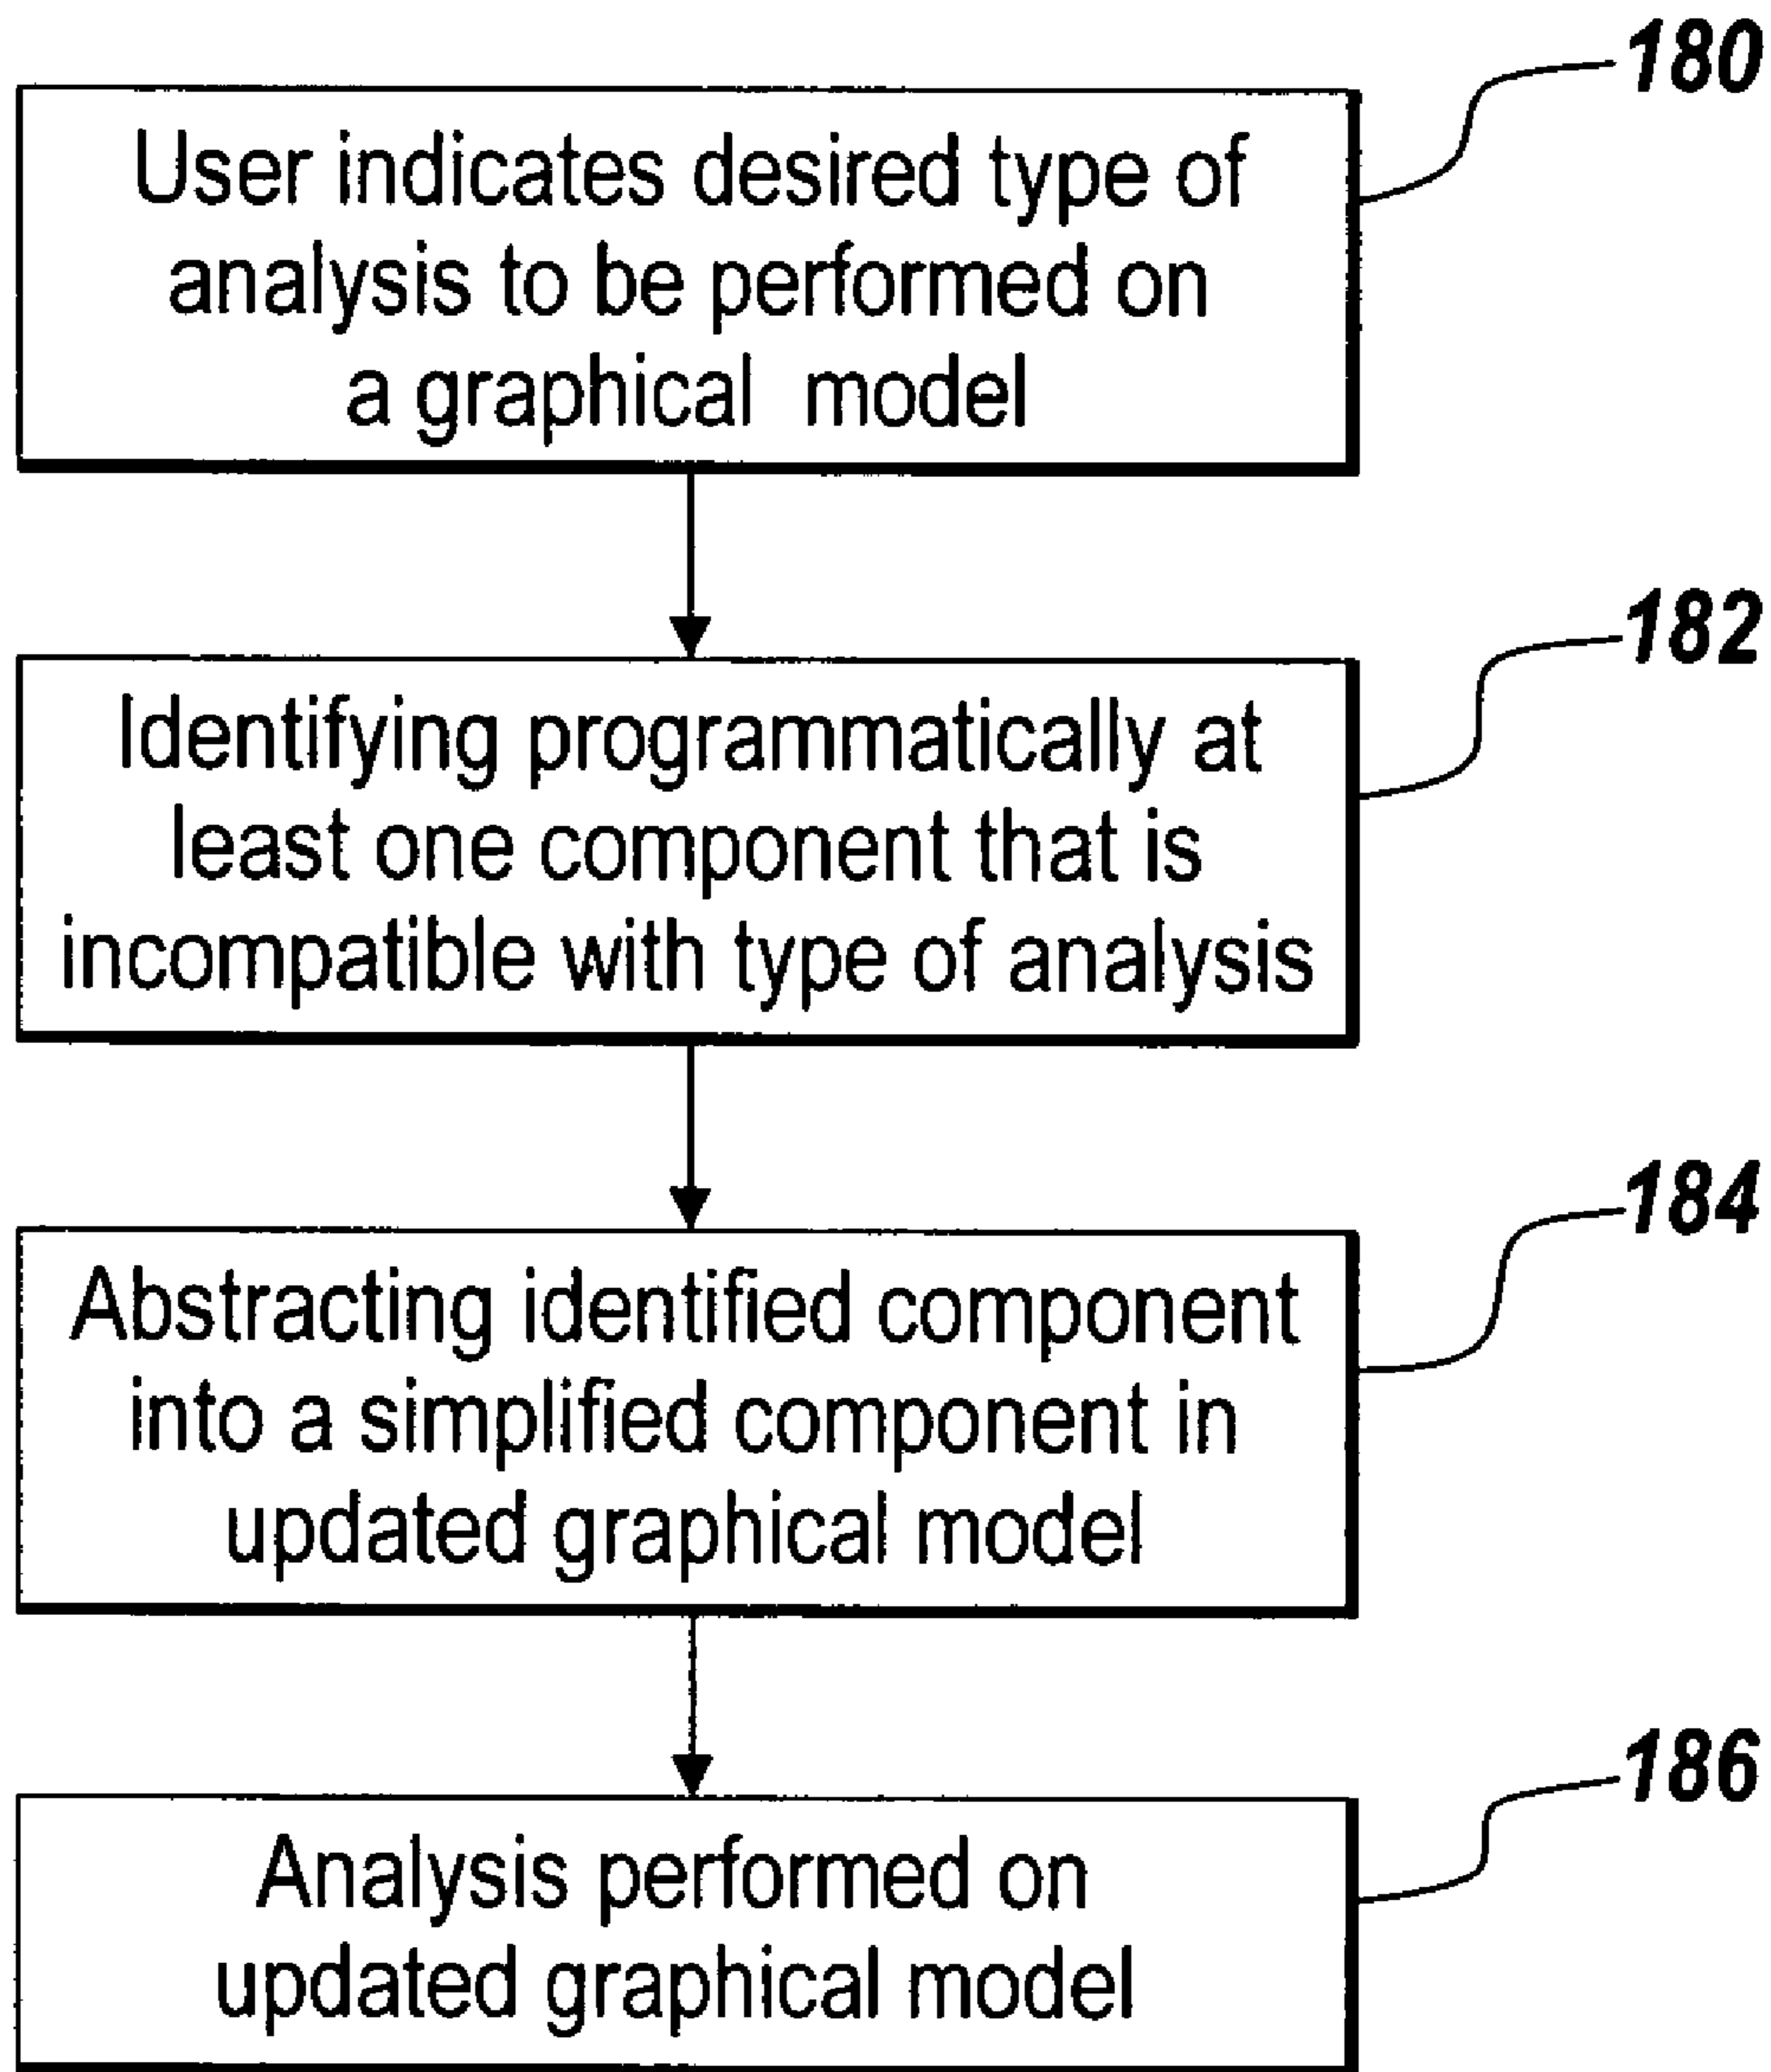 180
User indicates desired type of
analysis to be performed on
a graphical model
182
Identifying programmatically at
least one component that is
incompatible with type of analysis
184
Abstracting identified component
into a simplified component in
updated graphical model
186
Analysis performed on
updated graphical model